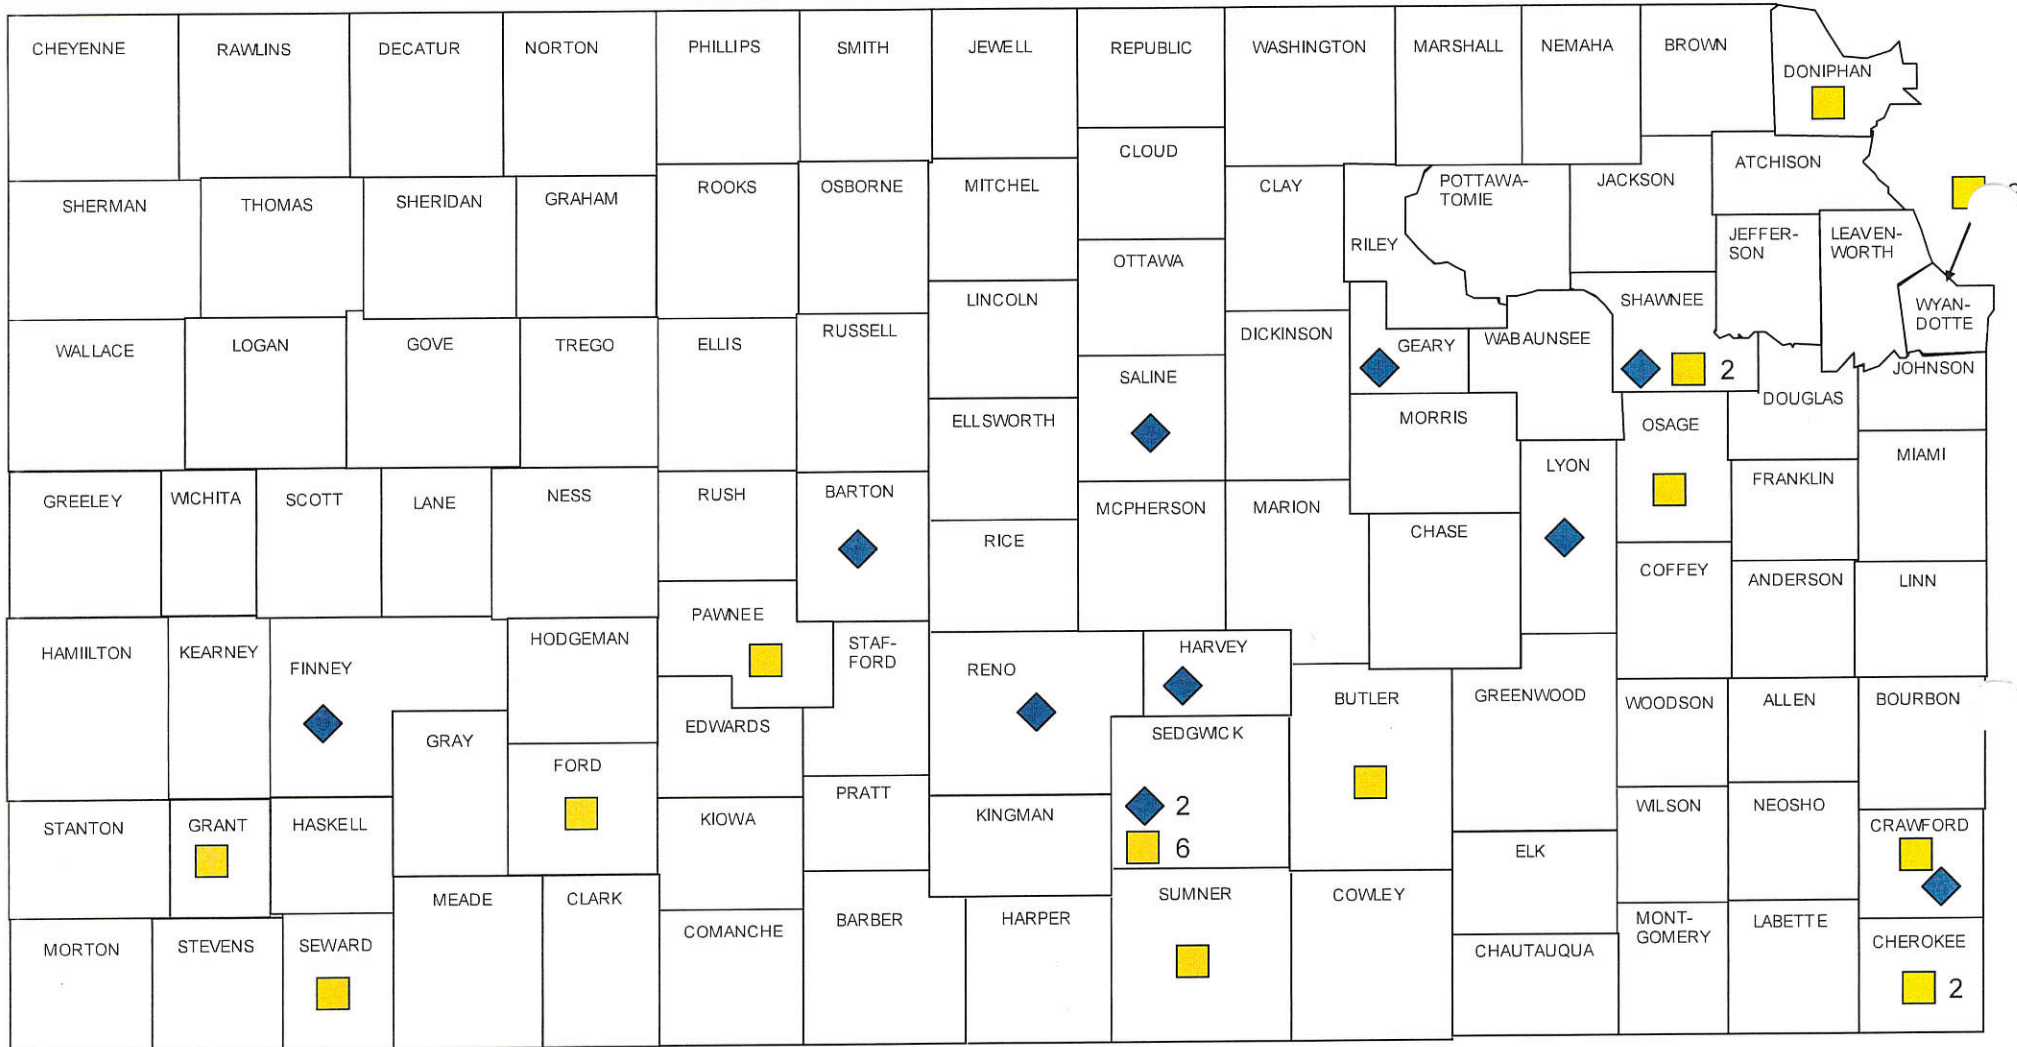 CHEYENNE
RAWLINS
DECATUR
NORTON
PHILLIPS
SMITH
JEWELL
REPUBLIC
WASHINGTON
MARSHALL
NEMAHA
BROWN
DONIPHAN
CLOUD
ATCHISON
SHERMAN
THOMAS
SHERIDAN
GRAHAM
ROOKS
OSBORNE
MITCHEL
CLAY
RILEY
POTTAWA-
TOMIE
JACKSON
JEFFER-
SON
LEAVEN-
WORTH
OTTAWA
LINCOLN
SHAWNEE
2
WYAN-
DOTTE
WALLACE
LOGAN
GOVE
TREGO
ELLIS
RUSSELL
DICKINSON
GEARY
WABAUNSEE
JOHNSON
SALINE
DOUGLAS
ELLSWORTH
MORRIS
OSAGE
MIAMI
LYON
GREELEY
WICHITA
SCOTT
LANE
NESS
RUSH
BARTON
MCPHERSON
MARION
FRANKLIN
RICE
CHASE
COFFEY
ANDERSON
LINN
PAWNEE
HAMIILTON
KEARNEY
FINNEY
HODGEMAN
STAF-
FORD
RENO
HARVEY
BUTLER
GREENWOOD
WOODSON
ALLEN
BOURBON
GRAY
EDWARDS
SEDGWICK
2
6
FORD
PRATT
WILSON
NEOSHO
STANTON
GRANT
HASKELL
KIOWA
KINGMAN
CRAWFORD
ELK
MEADE
CLARK
SUMNER
COWLEY
COMANCHE
BARBER
HARPER
MONT-
GOMERY
LABETTE
MORTON
STEVENS
SEWARD
CHAUTAUQUA
CHEROKEE
2